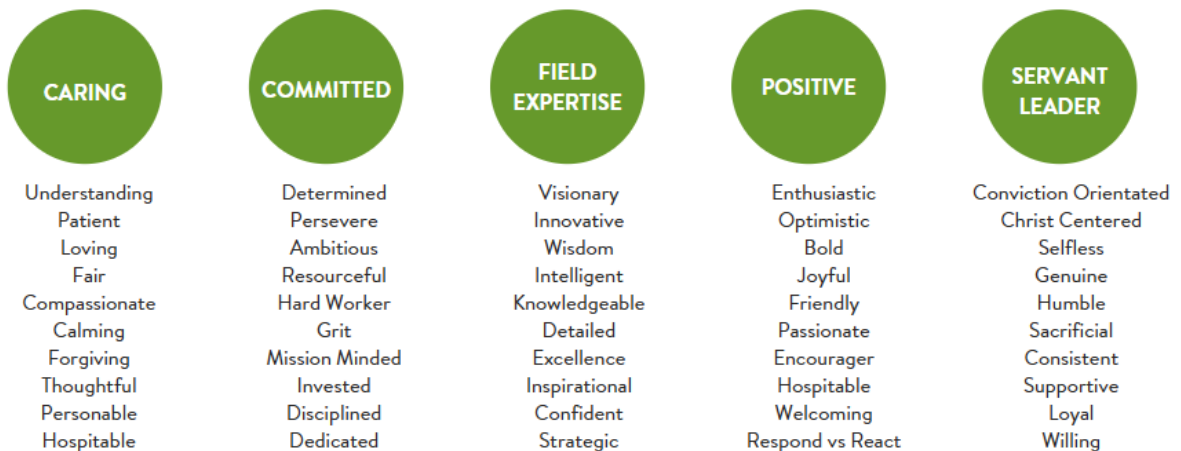 CARING
Understanding
Patient
Loving
Fair
Compassionate
Calming
Forgiving
Thoughtful
Personable
Hospitable
COMMITTED
Determined
Persevere
Ambitious
Resourceful
Hard Worker
Grit
Mission Minded
Invested
Disciplined
Dedicated
FIELD
EXPERTISE
Visionary
Innovative
Wisdom
Intelligent
Knowledgeable
Detailed
Excellence
Inspirational
Confident
Strategic
POSITIVE
Enthusiastic
Optimistic
Bold
Joyful
Friendly
Passionate
Encourager
Hospitable
Welcoming
Respond vs React
SERVANT
LEADER
Conviction Orientated
Christ Centered
Selfless
Genuine
Humble
Sacrificial
Consistent
Supportive
Loyal
Willing